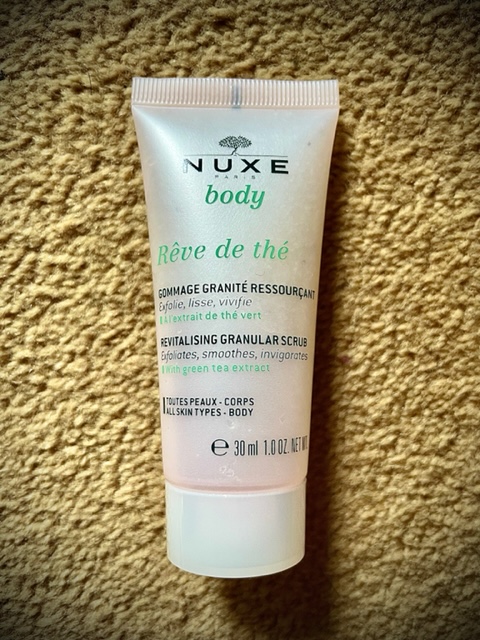 NUXE
PARIS
body
Rêve de thé
GOMMAGE GRANITÉ RESSOURÇANT
Exfolie, lisse, vivifie
À l'extrait de thé vert
REVITALISING GRANULAR SCRUB
Exfoliates, smoothes, invigorates
With green tea extract
TOUTES PEAUX - CORPS
ALL SKIN TYPES - BODY
℮ 30 ml 1.0 OZ. NET